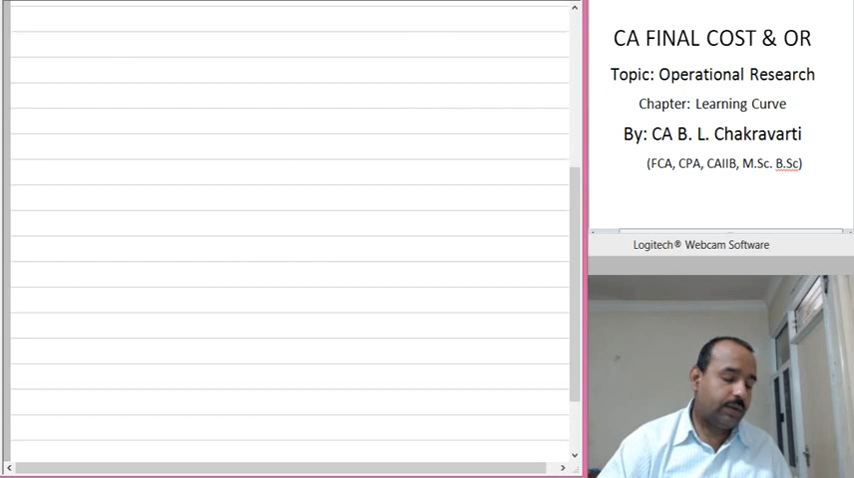 CA FINAL COST & OR
Topic: Operational Research
Chapter: Learning Curve
By: CA B. L. Chakravarti
(FCA, CPA, CAIIB, M.Sc. B.Sc)
Logitech® Webcam Software